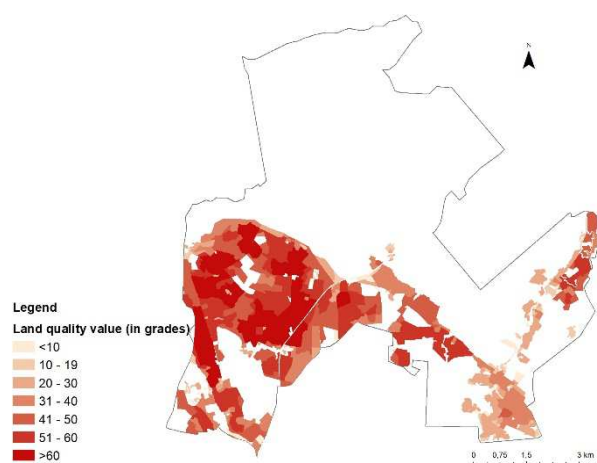 N
Legend
Land quality value (in grades)
<10
10 - 19
20 - 30
31 - 40
41 - 50
51 - 60
>60
0 0,75 1,5 3 km